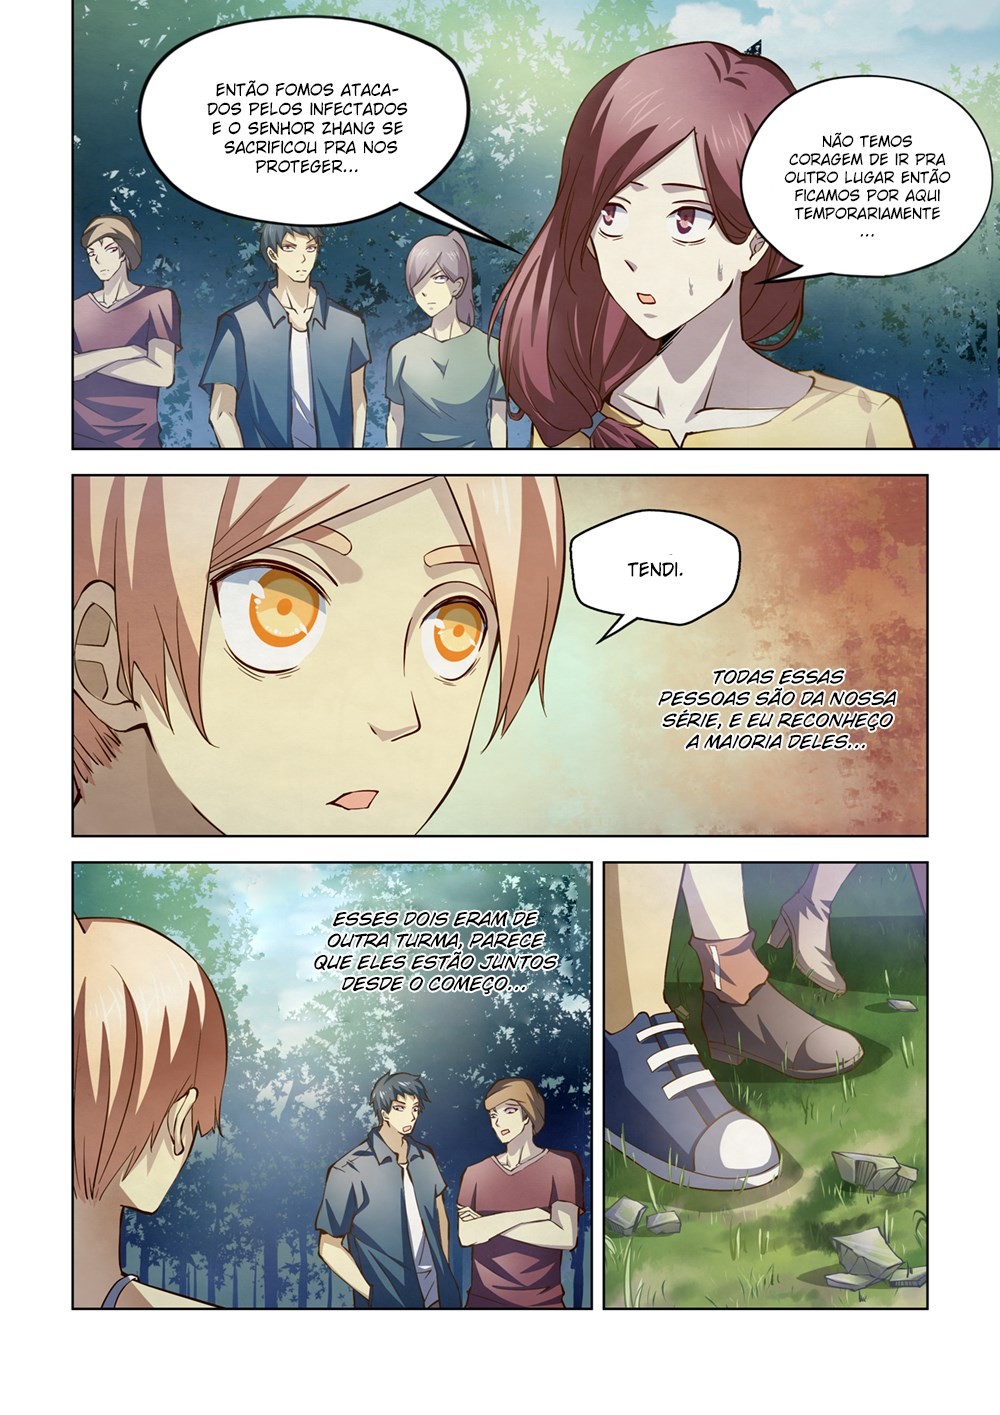 ENTÃO FOMOS ATACA-
DOS PELOS INFECTADOS
E O SENHOR ZHANG SE
SACRIFICOU PRA NOS
PROTEGER...
NÃO TEMOS
CORAGEM DE IR PRA
OUTRO LUGAR ENTÃO
FICAMOS POR AQUI
TEMPORARIAMENTE
...
TENDI.
TODAS ESSAS
PESSOAS SÃO DA NOSSA
SÉRIE, E EU RECONHEÇO
A MAIORIA DELES...
ESSES DOIS ERAM DE
OUTRA TURMA, PARECE
QUE ELES ESTÃO JUNTOS
DESDE O COMEÇO...